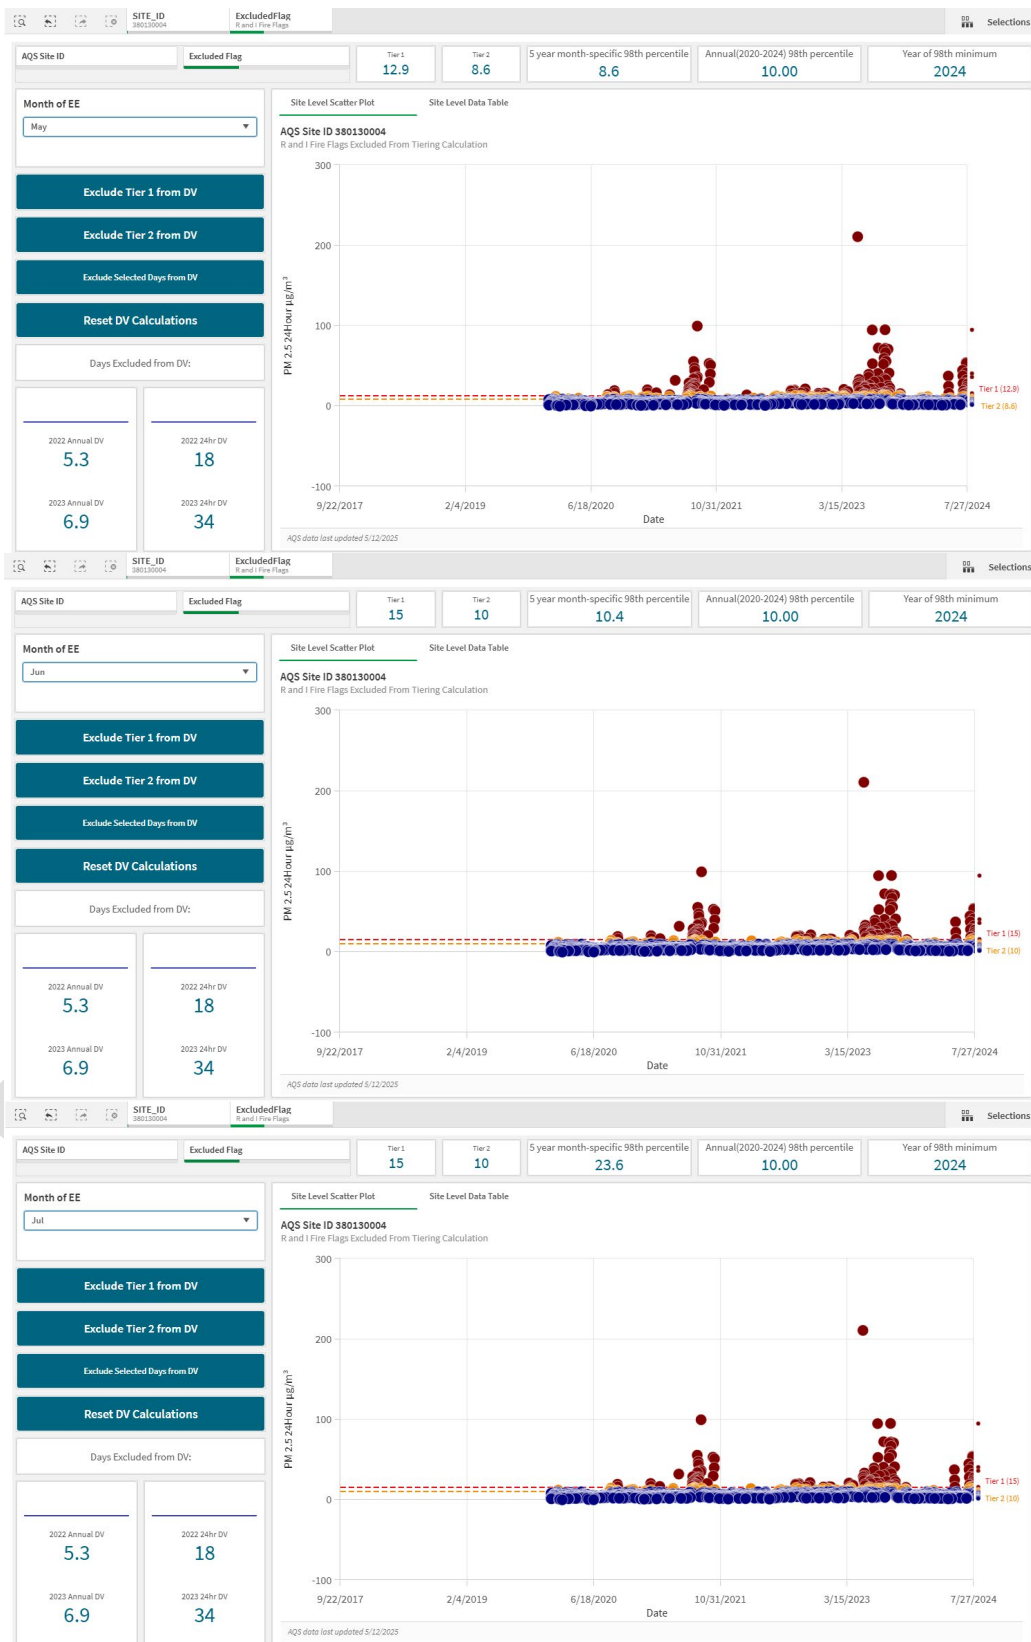 SITE_ID
380130004
ExcludedFlag
R and I Fire Flags
Selections
AQS Site ID
Excluded Flag
Tier 1
12.9
Tier 2
8.6
5 year month-specific 98th percentile
8.6
Annual(2020-2024) 98th percentile
10.00
Year of 98th minimum
2024
Month of EE
May
Exclude Tier 1 from DV
Exclude Tier 2 from DV
Exclude Selected Days from DV
Reset DV Calculations
Days Excluded from DV:
2022 Annual DV
5.3
2022 24hr DV
18
2023 Annual DV
6.9
2023 24hr DV
34
Site Level Scatter Plot
Site Level Data Table
AQS Site ID 380130004
R and I Fire Flags Excluded From Tiering Calculation
PM 2.5 24Hour µg/m³
300
200
100
0
-100
Tier 1 (12.9)
Tier 2 (8.6)
9/22/2017
2/4/2019
6/18/2020
10/31/2021
3/15/2023
7/27/2024
Date
AQS data last updated 5/12/2025
SITE_ID
380130004
ExcludedFlag
R and I Fire Flags
Selections
AQS Site ID
Excluded Flag
Tier 1
15
Tier 2
10
5 year month-specific 98th percentile
10.4
Annual(2020-2024) 98th percentile
10.00
Year of 98th minimum
2024
Month of EE
Jun
Exclude Tier 1 from DV
Exclude Tier 2 from DV
Exclude Selected Days from DV
Reset DV Calculations
Days Excluded from DV:
2022 Annual DV
5.3
2022 24hr DV
18
2023 Annual DV
6.9
2023 24hr DV
34
Site Level Scatter Plot
Site Level Data Table
AQS Site ID 380130004
R and I Fire Flags Excluded From Tiering Calculation
PM 2.5 24Hour µg/m³
300
200
100
0
-100
Tier 1 (15)
Tier 2 (10)
9/22/2017
2/4/2019
6/18/2020
10/31/2021
3/15/2023
7/27/2024
Date
AQS data last updated 5/12/2025
SITE_ID
380130004
ExcludedFlag
R and I Fire Flags
Selections
AQS Site ID
Excluded Flag
Tier 1
15
Tier 2
10
5 year month-specific 98th percentile
23.6
Annual(2020-2024) 98th percentile
10.00
Year of 98th minimum
2024
Month of EE
Jul
Exclude Tier 1 from DV
Exclude Tier 2 from DV
Exclude Selected Days from DV
Reset DV Calculations
Days Excluded from DV:
2022 Annual DV
5.3
2022 24hr DV
18
2023 Annual DV
6.9
2023 24hr DV
34
Site Level Scatter Plot
Site Level Data Table
AQS Site ID 380130004
R and I Fire Flags Excluded From Tiering Calculation
PM 2.5 24Hour µg/m³
300
200
100
0
-100
Tier 1 (15)
Tier 2 (10)
9/22/2017
2/4/2019
6/18/2020
10/31/2021
3/15/2023
7/27/2024
Date
AQS data last updated 5/12/2025